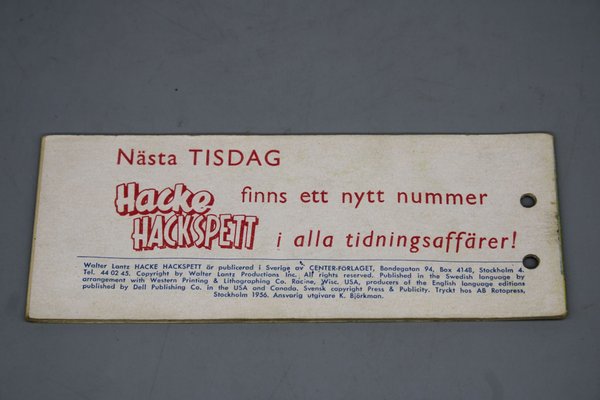 Nästa TISDAG
Hacke HACKSPETT finns ett nytt nummer
i alla tidningsaffärer!
Walter Lantz HACKE HACKSPETT är publicerad i Sverige av CENTER-FÖRLAGET, Bondegatan 94, Box 4148, Stockholm 4.
Tel. 44 02 45. Copyright by Walter Lantz Productions Inc. All rights reserved. Published in the Swedish language by
arrangement with Western Printing & Lithographing Co. Racine, Wisc. USA, producers of the English language editions
published by Dell Publishing Co. in the USA and Canada. Svensk copyright Press & Publicity. Tryckt hos AB Rotopress,
Stockholm 1956. Ansvarig utgivare K. Björkman.